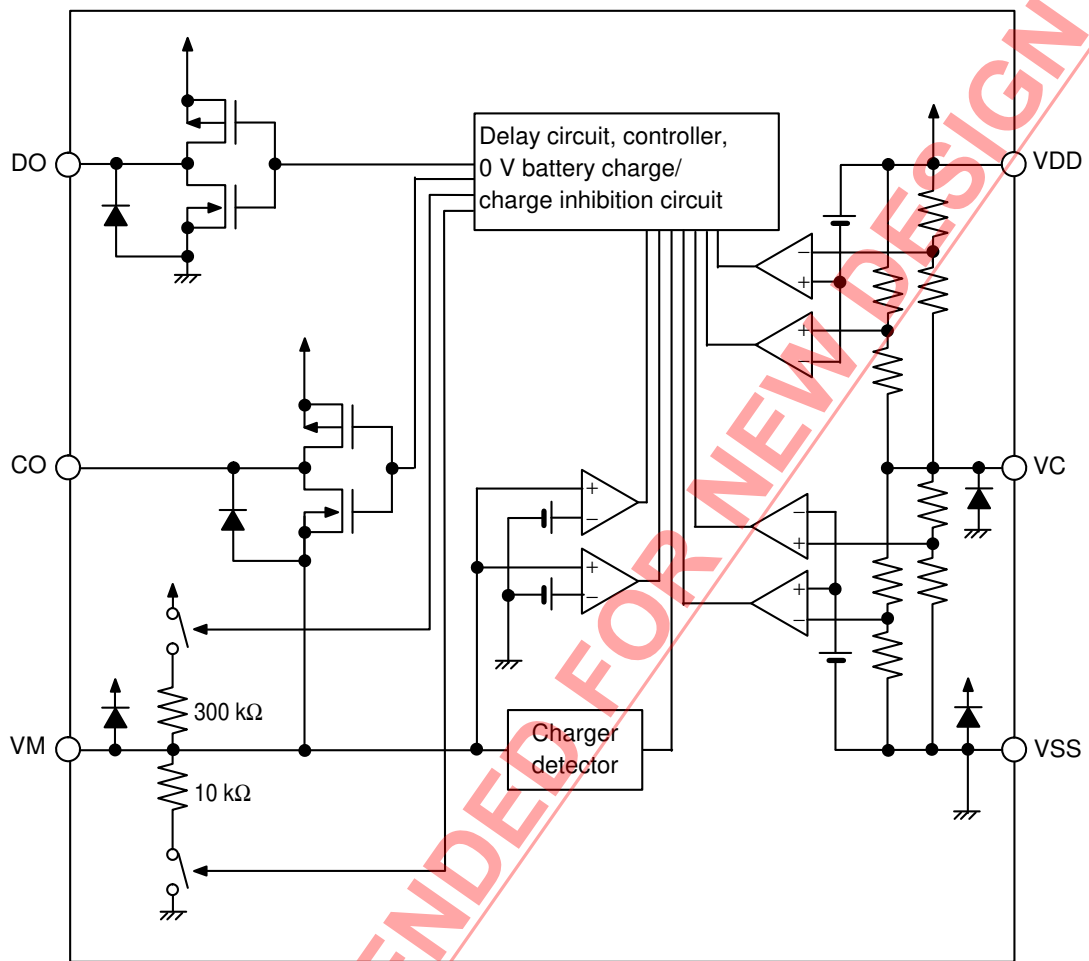 Delay circuit, controller,
0 V battery charge/
charge inhibition circuit
DO
VDD
−
+
+
−
CO
VC
+
−
−
+
+
−
+
−
300 kΩ
VM
Charger
detector
VSS
10 kΩ
ENDED FOR NEW DESIGN